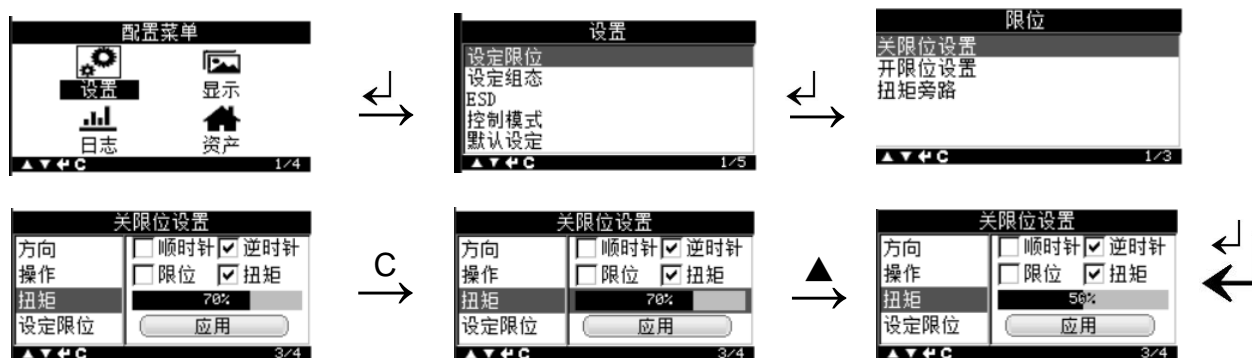 配置菜单
设置
显示
日志
资产
▲ ▼ ↵ C 1/4
↵
设置
设定限位
设定组态
ESD
控制模式
默认设定
▲ ▼ ↵ C 1/5
↵
限位
关限位设置
开限位设置
扭矩旁路
▲ ▼ ↵ C 1/3
关限位设置
方向 顺时针 逆时针
操作 限位 扭矩
扭矩 70%
设定限位 应用
▲ ▼ ↵ C 3/4
C
关限位设置
方向 顺时针 逆时针
操作 限位 扭矩
扭矩 70%
设定限位 应用
▲ ▼ ↵ C 3/4
▲
关限位设置
方向 顺时针 逆时针
操作 限位 扭矩
扭矩 50%
设定限位 应用
▲ ▼ ↵ C 3/4
↵